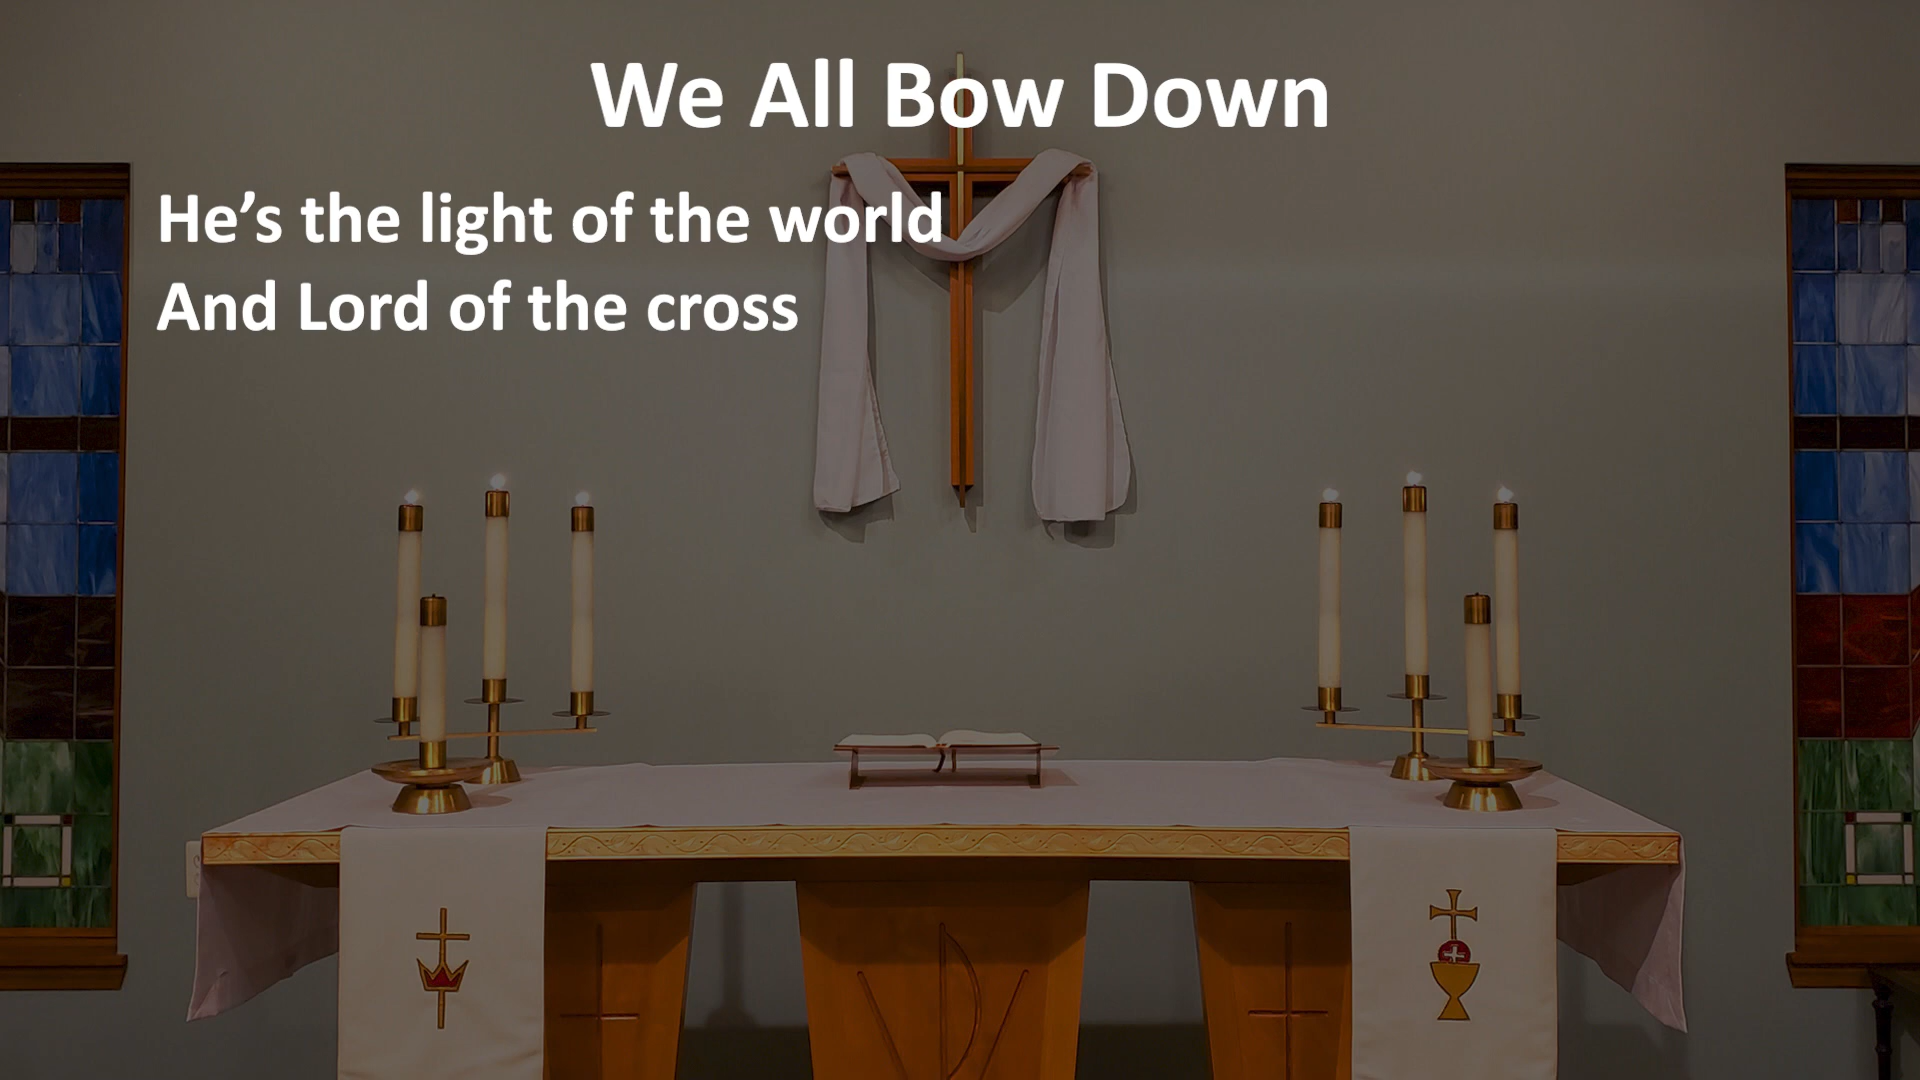 We All Bow Down
He’s the light of the world
And Lord of the cross